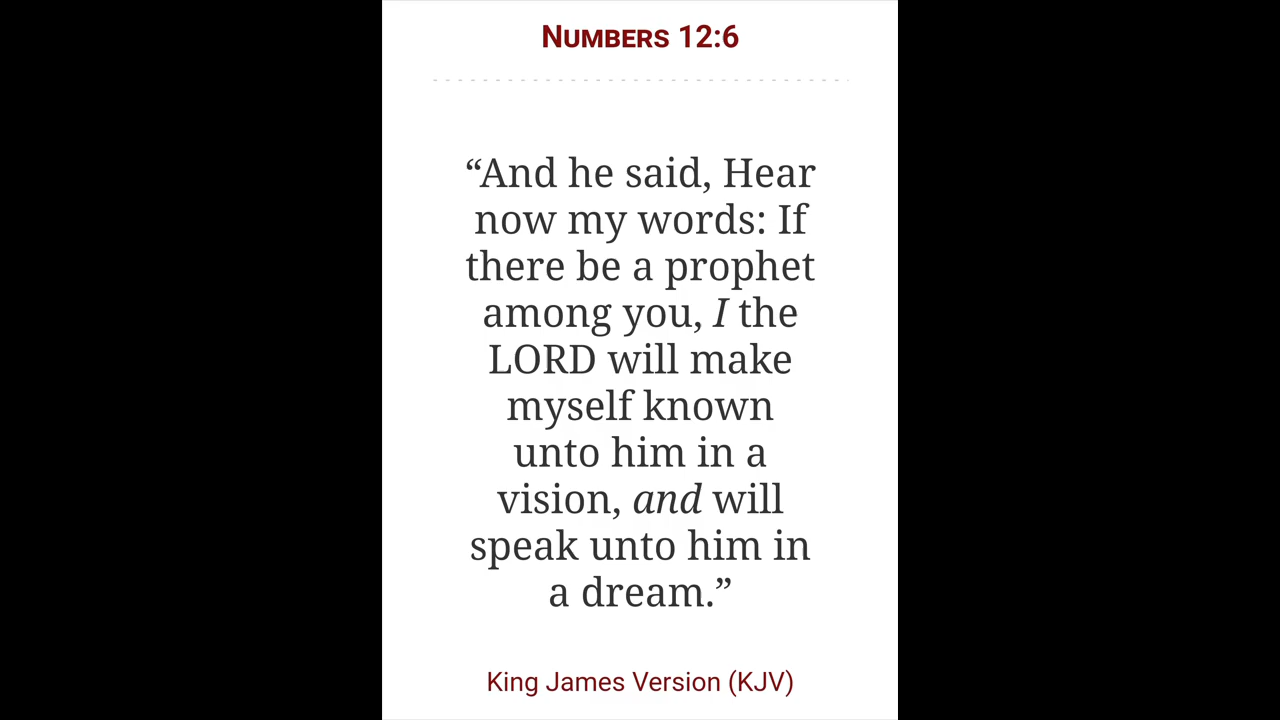 Numbers 12:6
“And he said, Hear
now my words: If
there be a prophet
among you, I the
LORD will make
myself known
unto him in a
vision, and will
speak unto him in
a dream.”
King James Version (KJV)